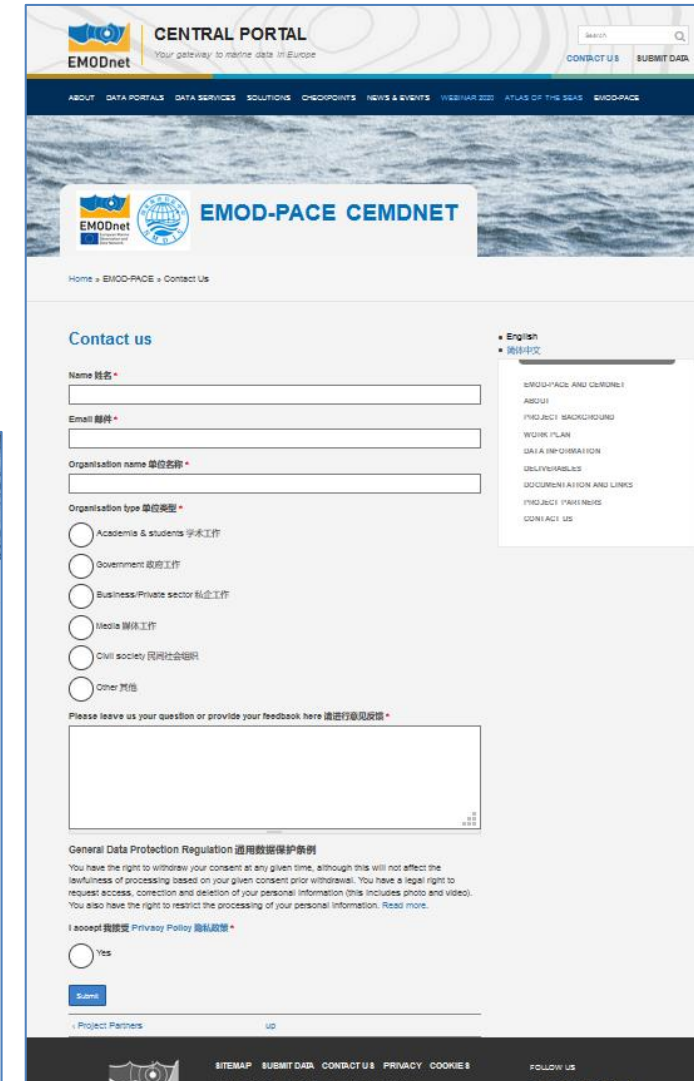 EMODnet
CENTRAL PORTAL
Your gateway to marine data in Europe
Search
CONTACT US SUBMIT DATA
ABOUT DATA PORTALS DATA SERVICES SOLUTIONS CHECKPOINTS NEWS & EVENTS WEBINAR 2020 ATLAS OF THE SEAS EMOD-PACE
EMODnet
NMDIS
EMOD-PACE CEMDNET
Home » EMOD-PACE » Contact Us
Contact us
Name 姓名 *
Email 邮件 *
Organisation name 单位名称 *
Organisation type 单位类型 *
Academia & students 学术工作
Government 政府工作
Business/Private sector 私企工作
Media 媒体工作
Civil society 民间社会组织
Other 其他
Please leave us your question or provide your feedback here 请进行意见反馈 *
General Data Protection Regulation 通用数据保护条例
You have the right to withdraw your consent at any given time, although this will not affect the
lawfulness of processing based on your given consent prior withdrawal. You have a legal right to
request access, correction and deletion of your personal information (this includes photo and video).
You also have the right to restrict the processing of your personal information. Read more.
I accept 我接受 Privacy Policy 隐私政策 *
Yes
Submit
‹ Project Partners up
English
简体中文
EMOD-PACE AND CEMDNET
ABOUT
PROJECT BACKGROUND
WORK PLAN
DATA INFORMATION
DELIVERABLES
DOCUMENTATION AND LINKS
PROJECT PARTNERS
CONTACT US
SITEMAP SUBMIT DATA CONTACT US PRIVACY COOKIES
FOLLOW US